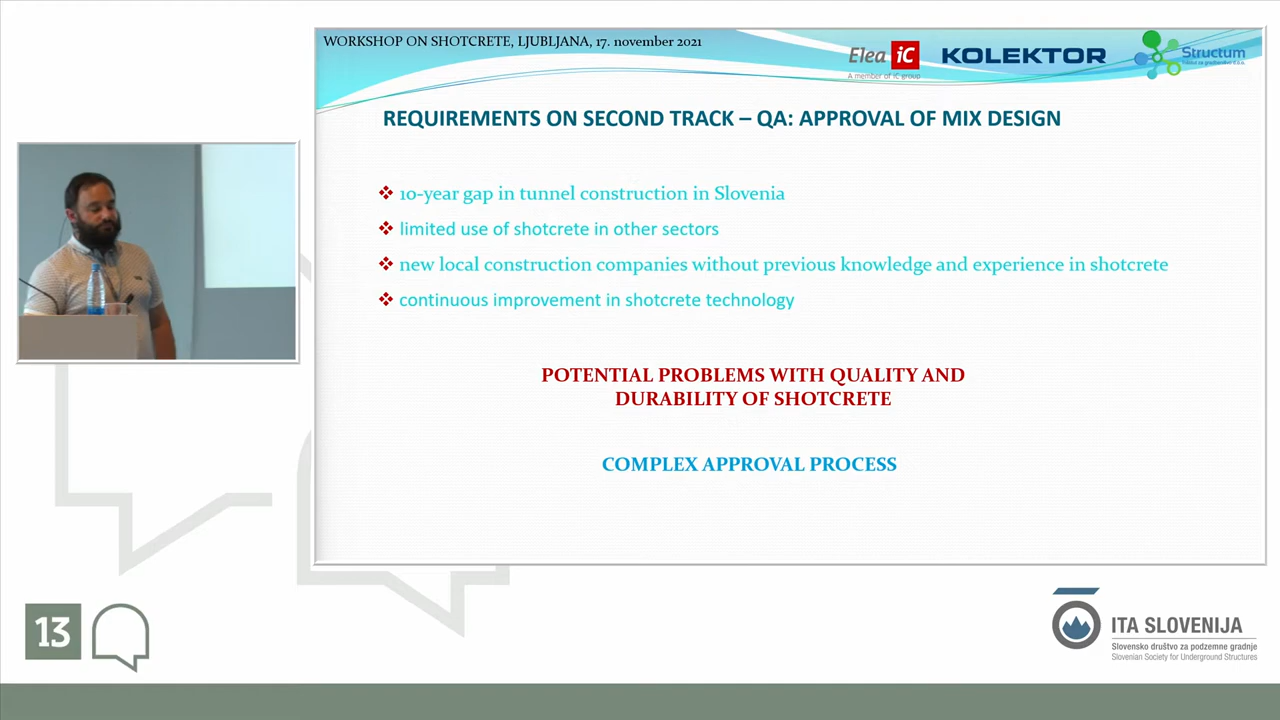 WORKSHOP ON SHOTCRETE, LJUBLJANA, 17. november 2021
Elea iC
A member of iC group
KOLEKTOR
Structum
REQUIREMENTS ON SECOND TRACK – QA: APPROVAL OF MIX DESIGN
10-year gap in tunnel construction in Slovenia
limited use of shotcrete in other sectors
new local construction companies without previous knowledge and experience in shotcrete
continuous improvement in shotcrete technology
POTENTIAL PROBLEMS WITH QUALITY AND
DURABILITY OF SHOTCRETE
COMPLEX APPROVAL PROCESS
13
ITA SLOVENIJA
Slovensko društvo za podzemne gradnje
Slovenian Society for Underground Structures